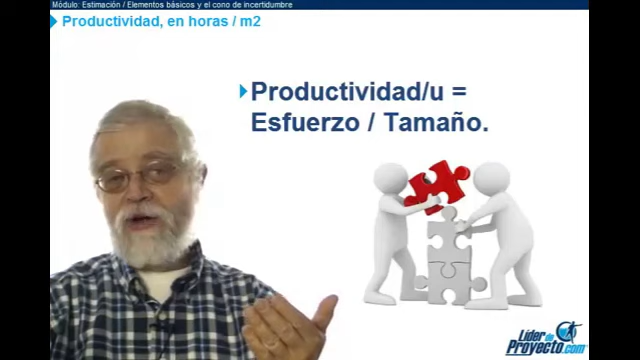 Módulo: Estimación / Elementos básicos y el cono de incertidumbre
Productividad, en horas / m2
Productividad/u =
Esfuerzo / Tamaño.
Líder de
Proyecto.com